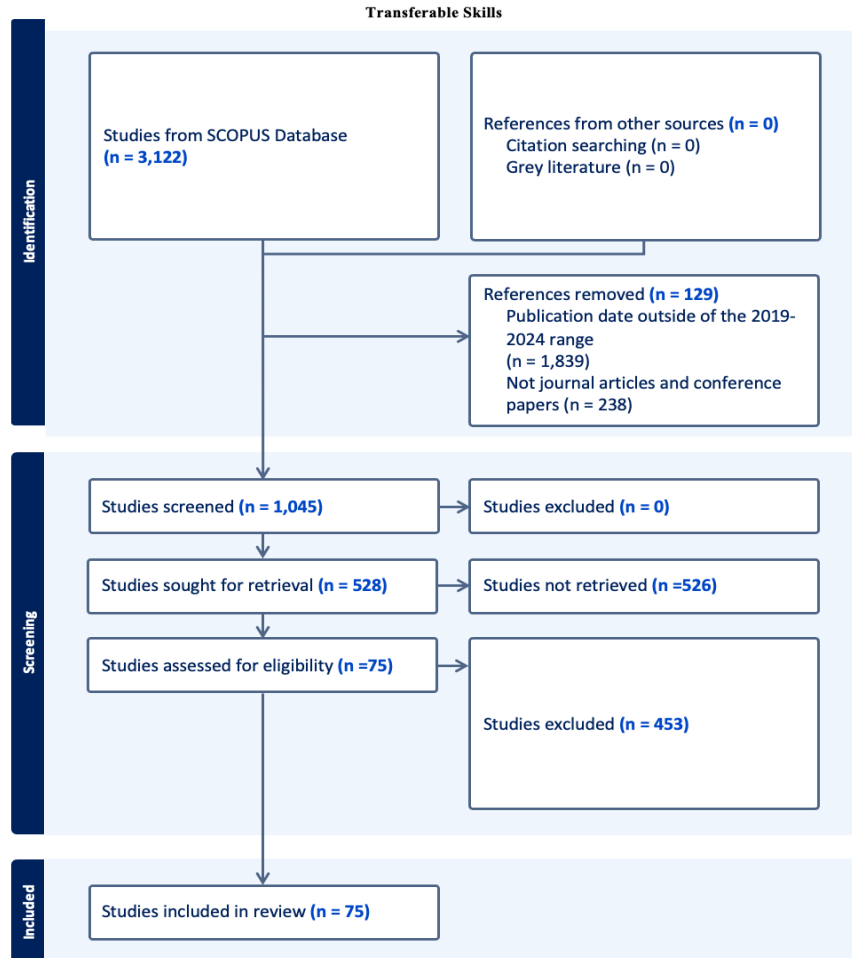 Transferable Skills
Identification
Studies from SCOPUS Database
(n = 3,122)
References from other sources (n = 0)
Citation searching (n = 0)
Grey literature (n = 0)
References removed (n = 129)
Publication date outside of the 2019-
2024 range
(n = 1,839)
Not journal articles and conference
papers (n = 238)
Screening
Studies screened (n = 1,045)
Studies excluded (n = 0)
Studies sought for retrieval (n = 528)
Studies not retrieved (n =526)
Studies assessed for eligibility (n =75)
Studies excluded (n = 453)
Included
Studies included in review (n = 75)